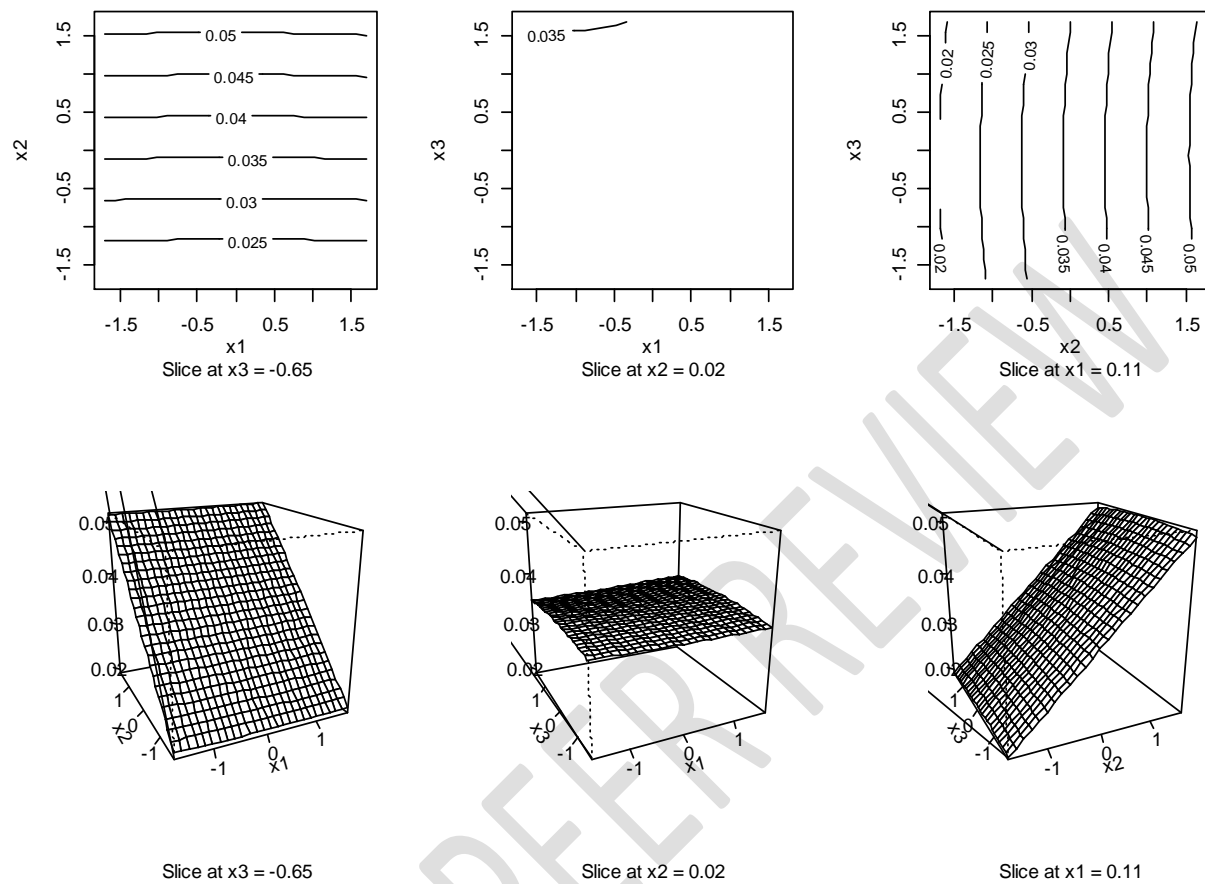 1.5
0.5
-0.5
-1.5
x2
0.05
0.045
0.04
0.035
0.03
0.025
-1.5 -0.5 0.5 1.5
x1
Slice at x3 = -0.65
1.5
0.5
-0.5
-1.5
x3
0.035
-1.5 -0.5 0.5 1.5
x1
Slice at x2 = 0.02
1.5
0.5
-0.5
-1.5
x3
0.02 0.025 0.03
0.02 0.035 0.04 0.045 0.05
-1.5 -0.5 0.5 1.5
x2
Slice at x1 = 0.11
0.05
0.04
0.03
0.02
1
0
-1
x2
-1 0 1
x1
Slice at x3 = -0.65
0.05
0.04
0.03
0.02
1
0
-1
x3
-1 0 1
x1
Slice at x2 = 0.02
0.05
0.04
0.03
0.02
1
0
-1
x3
-1 0 1
x2
Slice at x1 = 0.11
PEER REVIEW